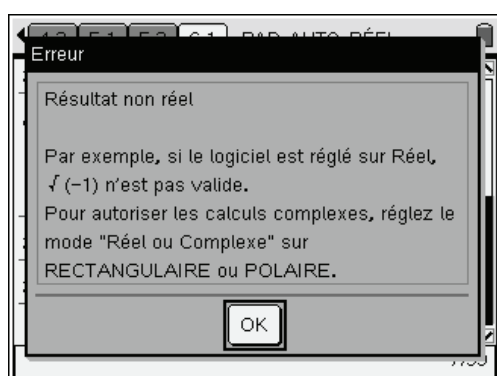 RAD AUTO RÉEL
Erreur
Résultat non réel
Par exemple, si le logiciel est réglé sur Réel,
√(-1) n'est pas valide.
Pour autoriser les calculs complexes, réglez le
mode "Réel ou Complexe" sur
RECTANGULAIRE ou POLAIRE.
OK